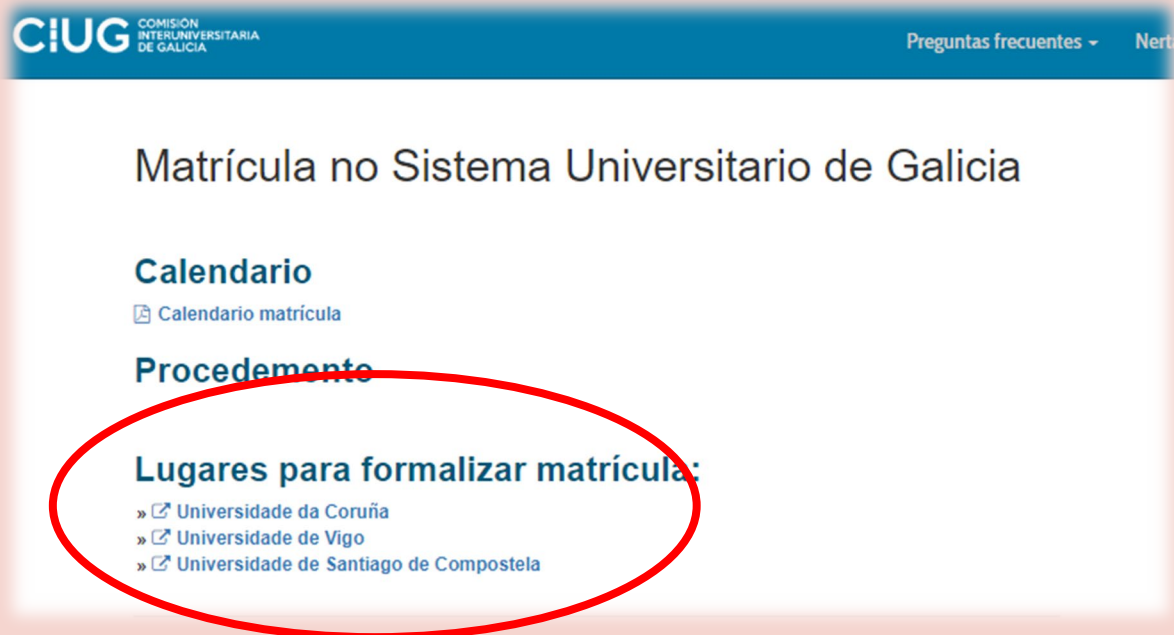 CIUG COMISIÓN
INTERUNIVERSITARIA
DE GALICIA
Preguntas frecuentes
Matrícula no Sistema Universitario de Galicia
Calendario
Calendario matrícula
Procedemento
Lugares para formalizar matrícula:
» Universidade da Coruña
» Universidade de Vigo
» Universidade de Santiago de Compostela